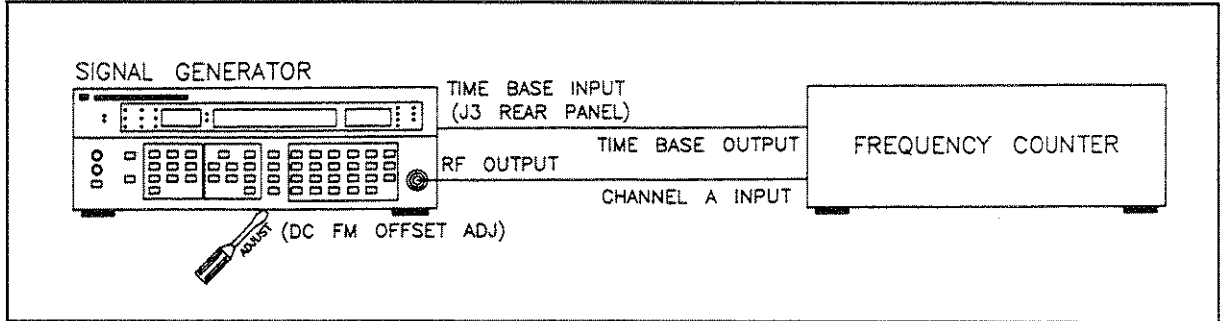 SIGNAL GENERATOR
TIME BASE INPUT
(J3 REAR PANEL)
TIME BASE OUTPUT
FREQUENCY COUNTER
RF OUTPUT
CHANNEL A INPUT
ADJUST
(DC FM OFFSET ADJ)